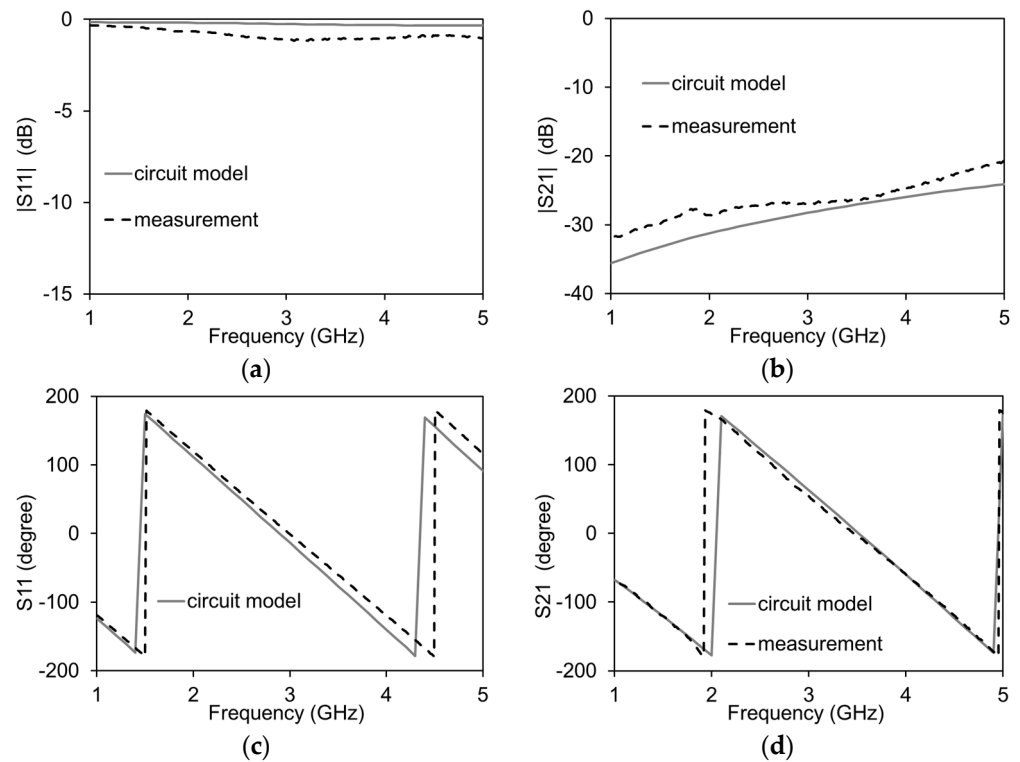 0
-5
-10
-15
|S11| (dB)
circuit model
measurement
1 2 3 4 5
Frequency (GHz)
(a)
0
-10
-20
-30
-40
|S21| (dB)
circuit model
measurement
1 2 3 4 5
Frequency (GHz)
(b)
200
100
0
-100
-200
S11 (degree)
circuit model
1 2 3 4 5
Frequency (GHz)
(c)
200
100
0
-100
-200
S21 (degree)
circuit model
measurement
1 2 3 4 5
Frequency (GHz)
(d)